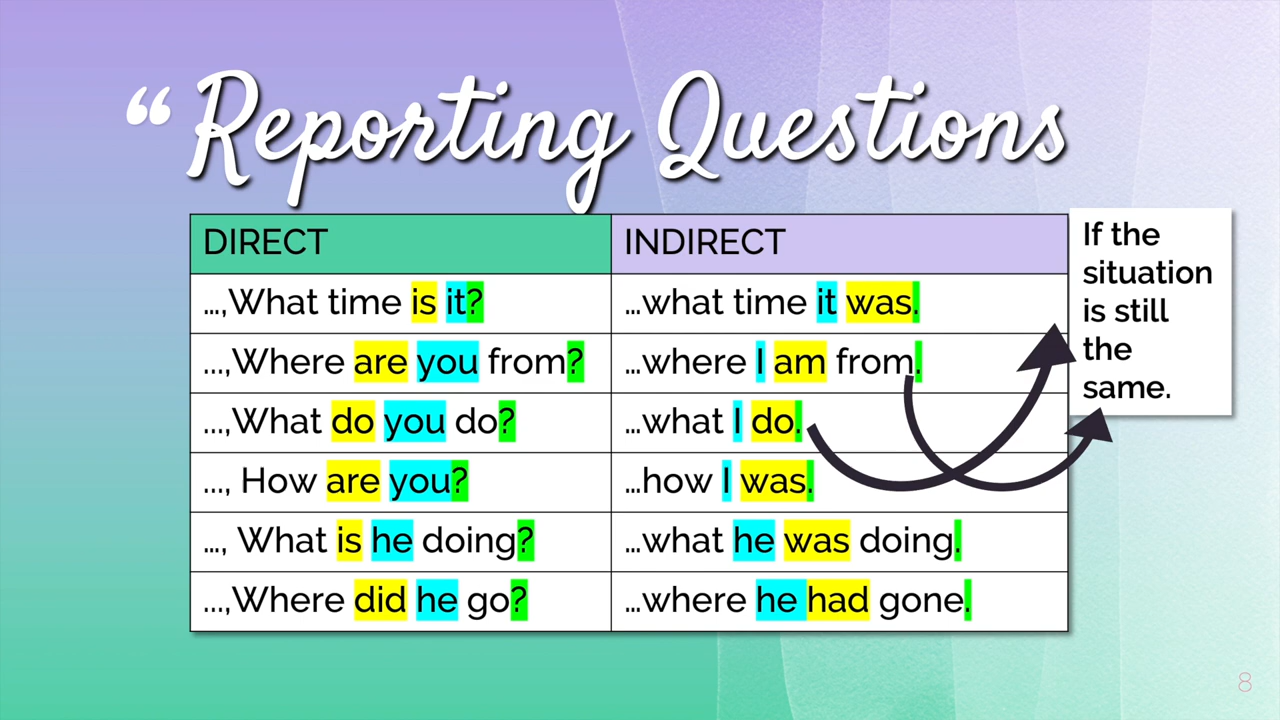 “ Reporting Questions
DIRECT INDIRECT
...,What time is it? ...what time it was.
...,Where are you from? ...where I am from.
...,What do you do? ...what I do.
..., How are you? ...how I was.
..., What is he doing? ...what he was doing.
...,Where did he go? ...where he had gone.
If the
situation
is still
the
same.
8